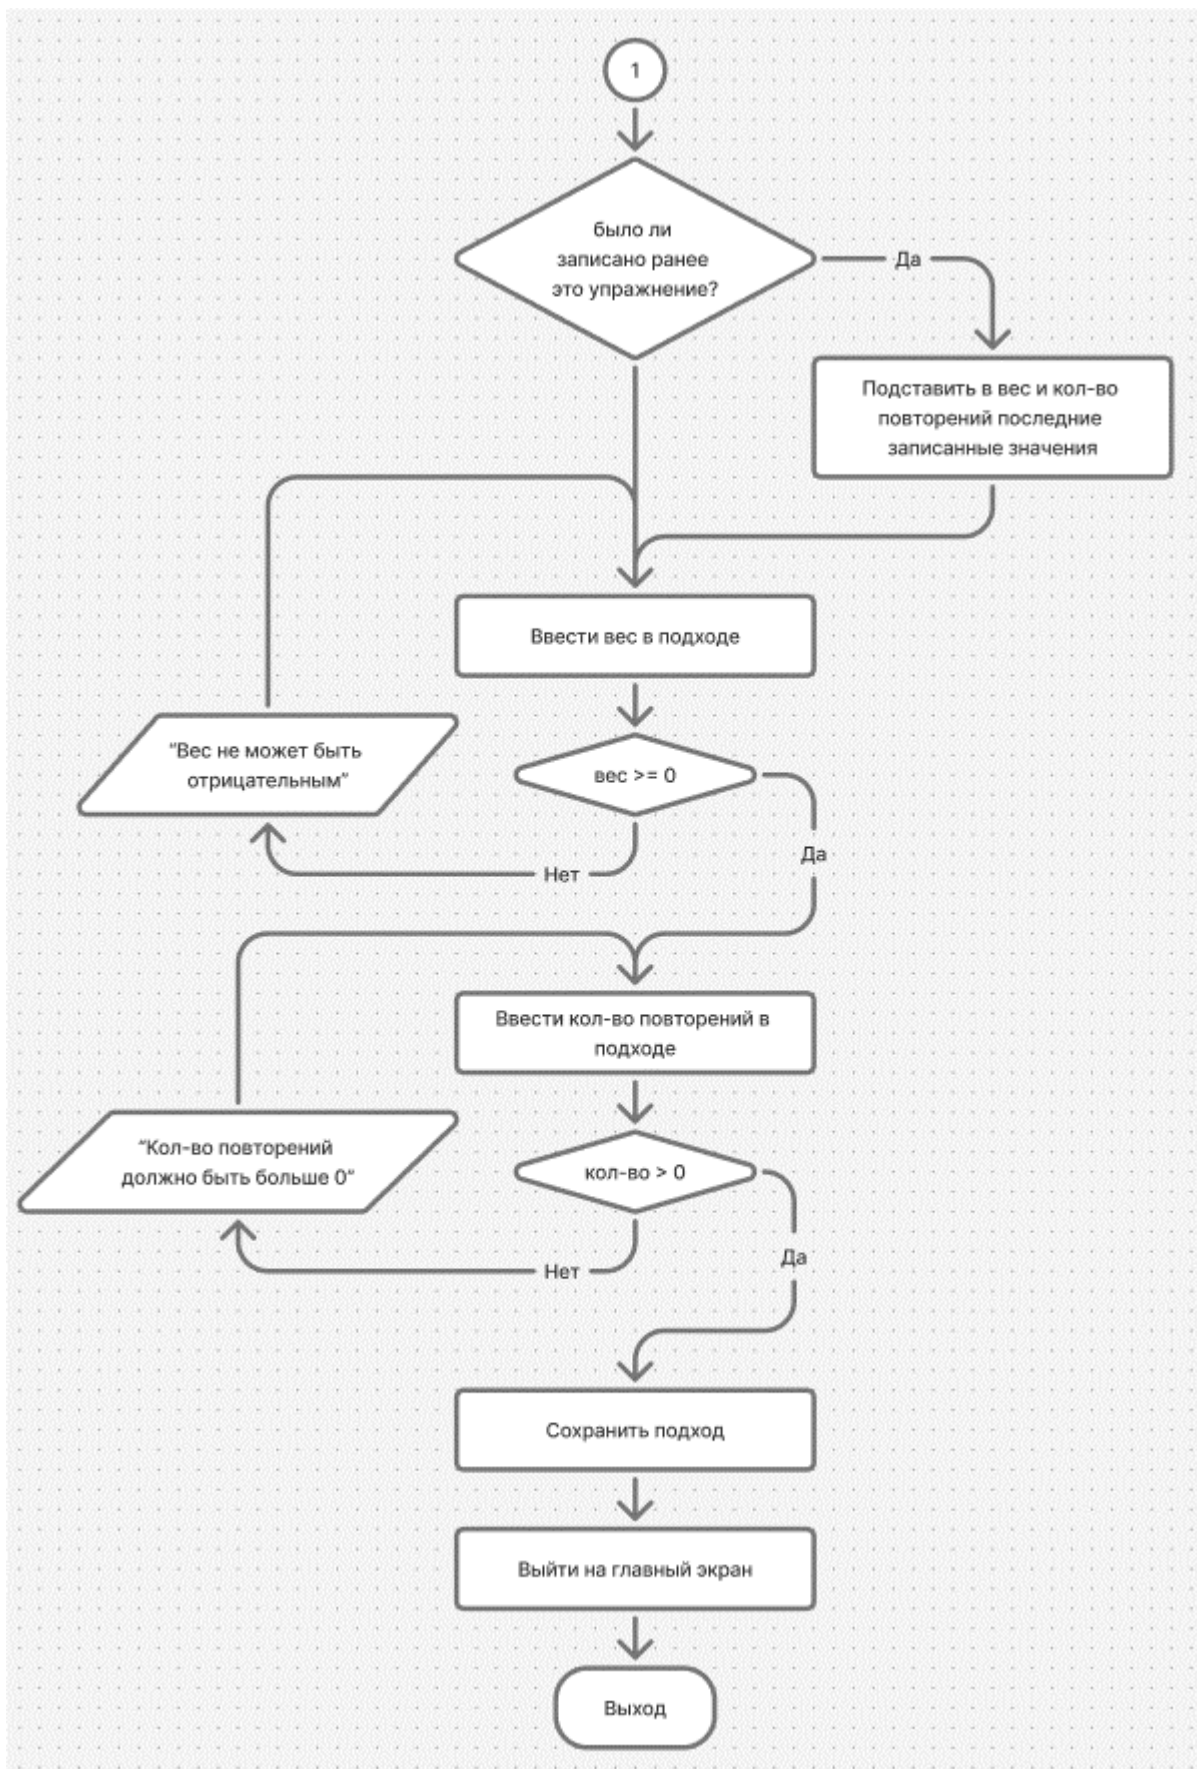 1
было ли
записано ранее
это упражнение?
Да
Подставить в вес и кол-во
повторений последние
записанные значения
Ввести вес в подходе
“Вес не может быть
отрицательным”
вес >= 0
Да
Нет
Ввести кол-во повторений в
подходе
“Кол-во повторений
должно быть больше 0”
кол-во > 0
Да
Нет
Сохранить подход
Выйти на главный экран
Выход